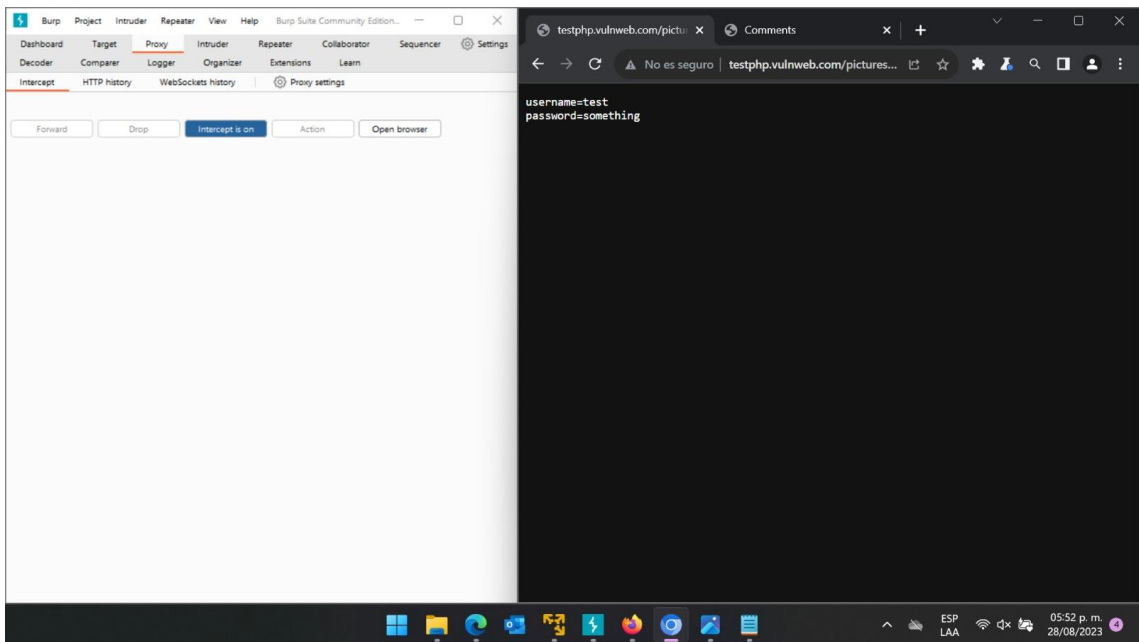 Burp Project Intruder Repeater View Help Burp Suite Community Edition...
Dashboard Target Proxy Intruder Repeater Collaborator Sequencer Settings
Decoder Comparer Logger Organizer Extensions Learn
Intercept HTTP history WebSockets history Proxy settings
Forward Drop Intercept is on Action Open browser
testphp.vulnweb.com/pictu
Comments
No es seguro testphp.vulnweb.com/pictures...
username=test
password=something
ESP
LAA
05:52 p. m.
28/08/2023
4